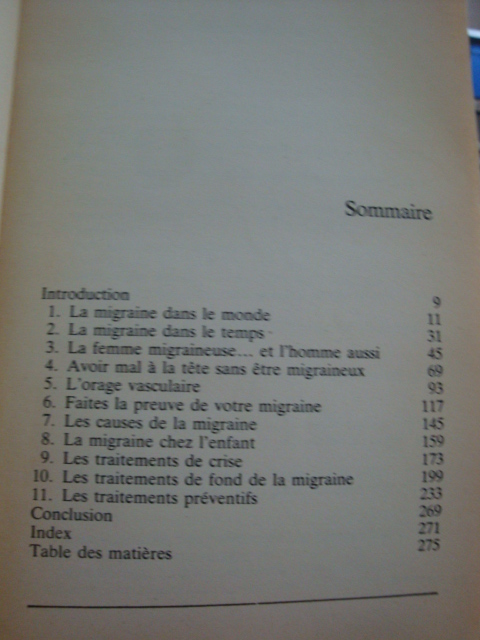 Sommaire
Introduction 9
1. La migraine dans le monde 11
2. La migraine dans le temps 31
3. La femme migraineuse... et l'homme aussi 45
4. Avoir mal à la tête sans être migraineux 69
5. L'orage vasculaire 93
6. Faites la preuve de votre migraine 117
7. Les causes de la migraine 145
8. La migraine chez l'enfant 159
9. Les traitements de crise 173
10. Les traitements de fond de la migraine 199
11. Les traitements préventifs 233
Conclusion 269
Index 271
Table des matières 275